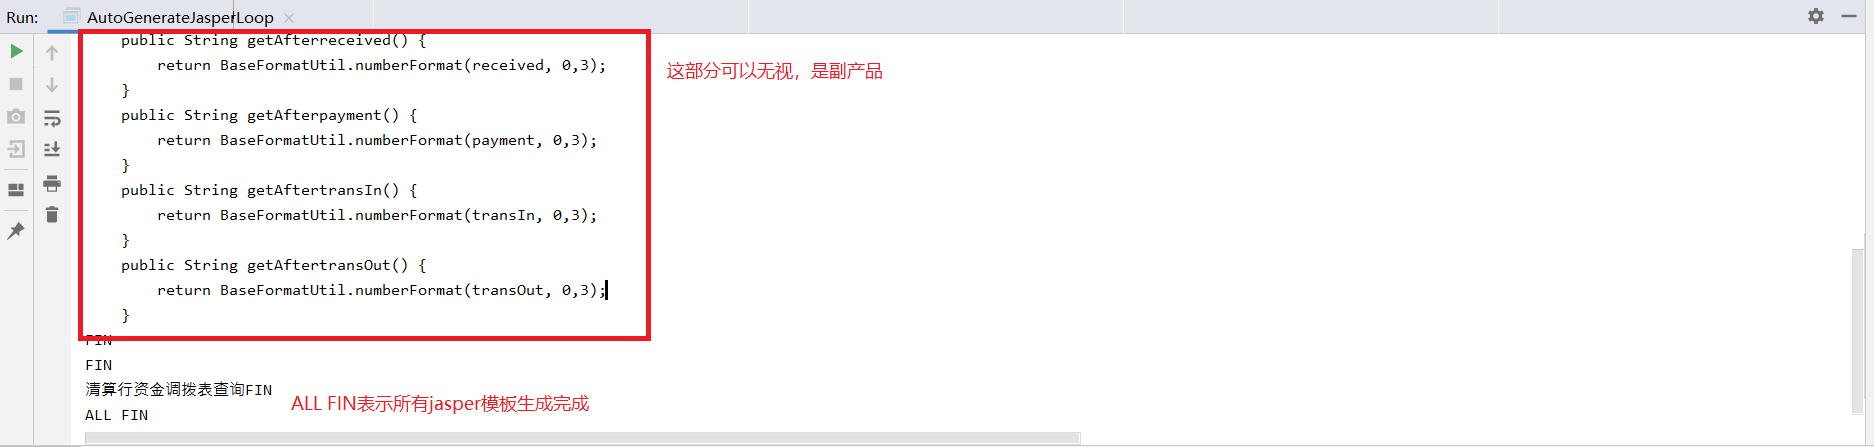 Run: AutoGenerateJasperLoop
public String getAfterreceived() {
return BaseFormatUtil.numberFormat(received, 0,3);
}
这部分可以无视，是副产品
public String getAfterpayment() {
return BaseFormatUtil.numberFormat(payment, 0,3);
}
public String getAftertransIn() {
return BaseFormatUtil.numberFormat(transIn, 0,3);
}
public String getAftertransOut() {
return BaseFormatUtil.numberFormat(transOut, 0,3);
}
FIN
FIN
清算行资金调拨表查询FIN
ALL FIN表示所有jasper模板生成完成
ALL FIN